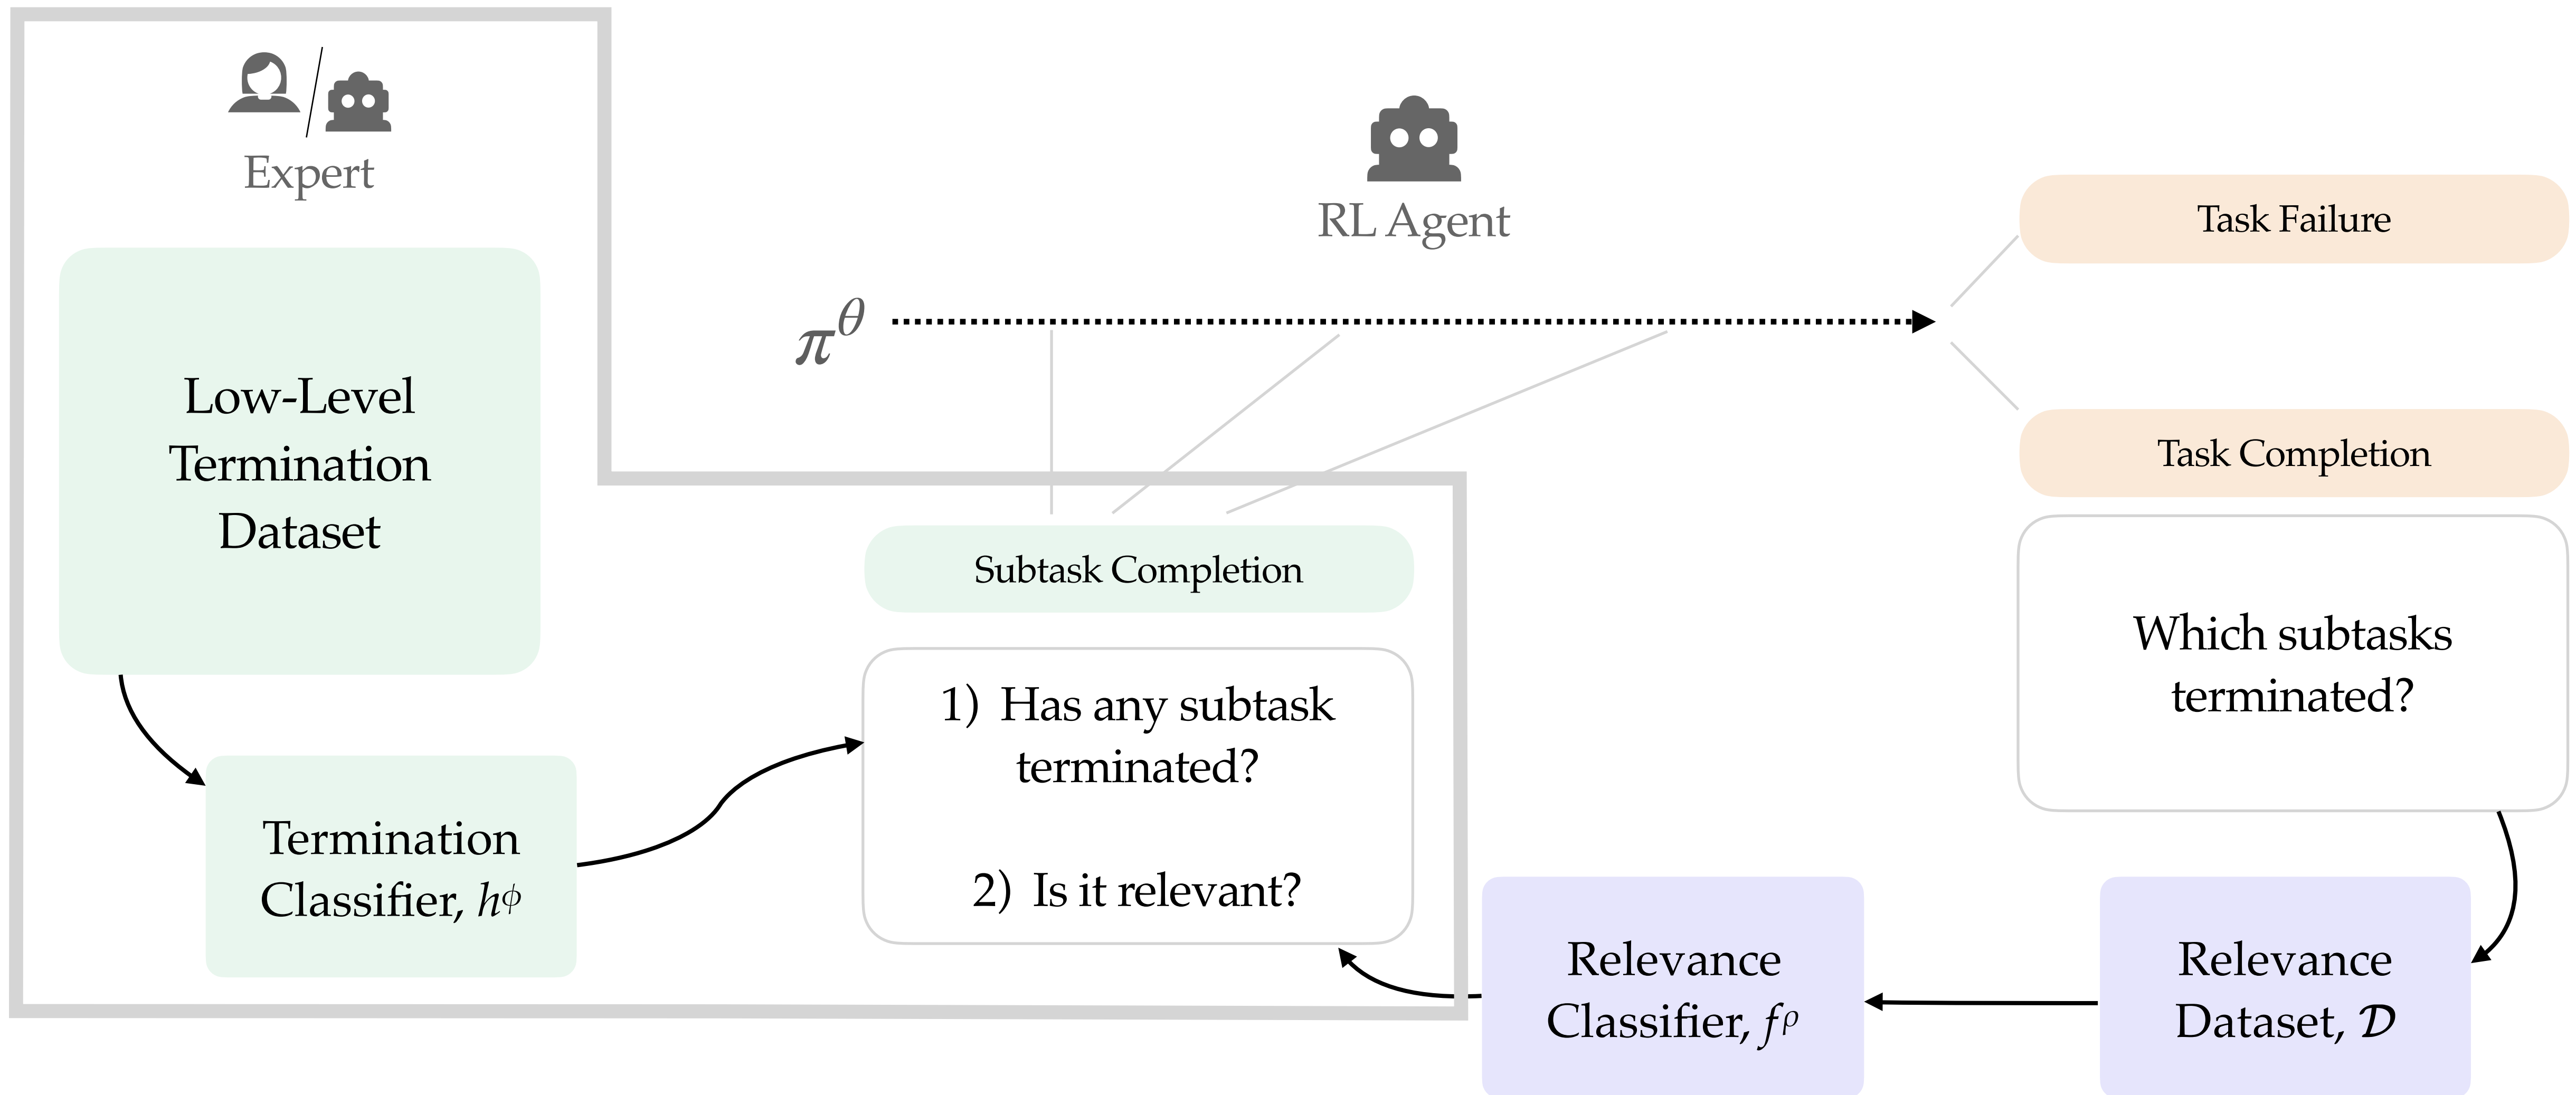 Expert
Low-Level
Termination
Dataset
Termination
Classifier, h^ϕ
RL Agent
π^θ
Subtask Completion
1) Has any subtask
terminated?
2) Is it relevant?
Task Failure
Task Completion
Which subtasks
terminated?
Relevance
Classifier, f^ρ
Relevance
Dataset, 𝒟